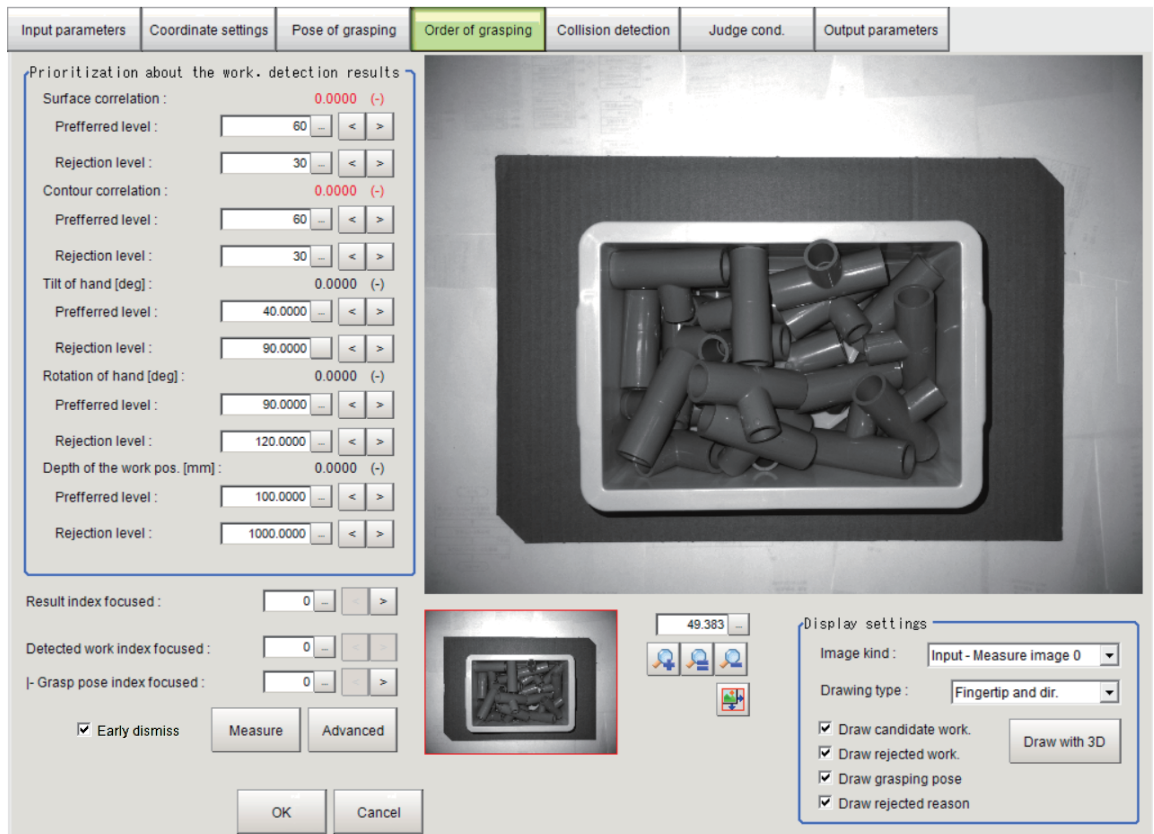 Input parameters Coordinate settings Pose of grasping Order of grasping Collision detection Judge cond. Output parameters
Prioritization about the work. detection results
Surface correlation : 0.0000 (-)
Prefferred level : 60 ... < >
Rejection level : 30 ... < >
Contour correlation : 0.0000 (-)
Prefferred level : 60 ... < >
Rejection level : 30 ... < >
Tilt of hand [deg] : 0.0000 (-)
Prefferred level : 40.0000 ... < >
Rejection level : 90.0000 ... < >
Rotation of hand [deg] : 0.0000 (-)
Prefferred level : 90.0000 ... < >
Rejection level : 120.0000 ... < >
Depth of the work pos. [mm] : 0.0000 (-)
Prefferred level : 100.0000 ... < >
Rejection level : 1000.0000 ... < >
Result index focused : 0 ... < >
Detected work index focused : 0 ... < >
|- Grasp pose index focused : 0 ... < >
Early dismiss Measure Advanced
OK Cancel
49.383 ...
Display settings
Image kind : Input - Measure image 0
Drawing type : Fingertip and dir.
Draw candidate work.
Draw rejected work.
Draw grasping pose
Draw rejected reason
Draw with 3D